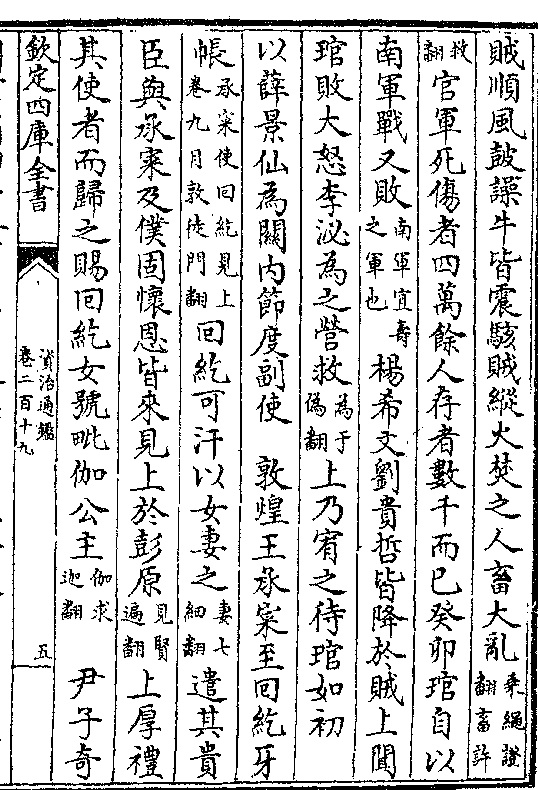 賊順風鼓譟牛皆震駭賊縱火焚之人畜大亂乘繩證翻畜許
救翻官軍死傷者四萬餘人存者數千而已癸卯琯自以
南軍戰又敗南軍宜壽之軍也楊希文劉貴哲皆降於賊上聞
琯敗大怒李泌為之營救為于偽翻上乃宥之待琯如初
以薛景仙為關内節度副使 敦煌王承寀至回紇牙
帳承寀使回紇見上卷九月敦徒門翻回紇可汗以女妻之妻七細翻遣其貴
臣與承寀及僕固懷恩皆來見上於彭原見賢遍翻上厚禮
其使者而歸之賜回紇女號毗伽公主伽求迦翻 尹子奇
欽定四庫全書
資治通鑑
卷二百十九
五